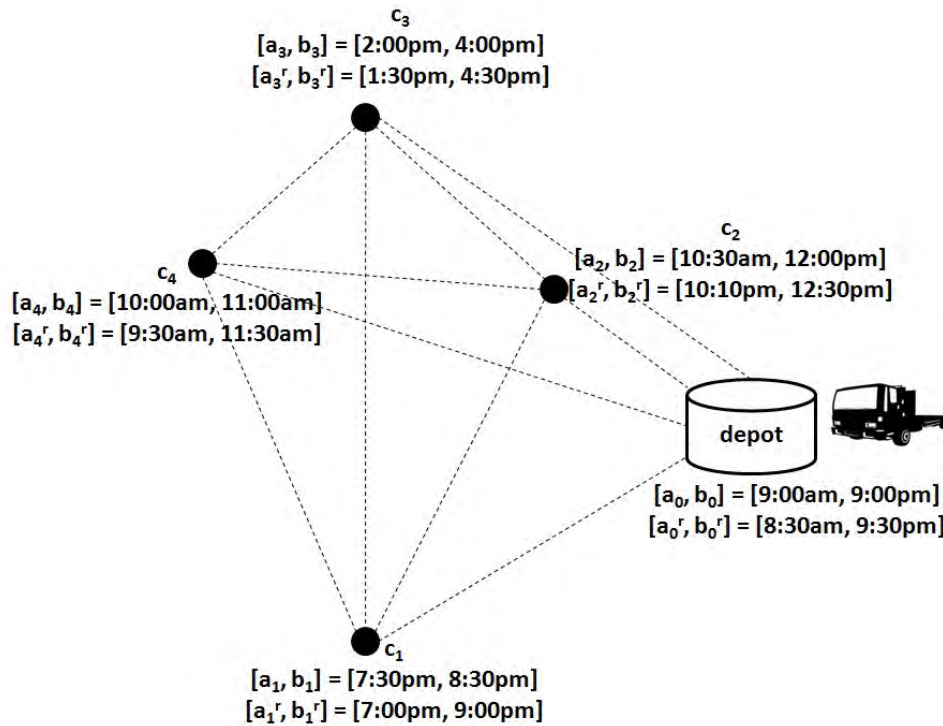 c₃
[a₃, b₃] = [2:00pm, 4:00pm]
[a₃ʳ, b₃ʳ] = [1:30pm, 4:30pm]
c₂
[a₂, b₂] = [10:30am, 12:00pm]
[a₂ʳ, b₂ʳ] = [10:10pm, 12:30pm]
c₄
[a₄, b₄] = [10:00am, 11:00am]
[a₄ʳ, b₄ʳ] = [9:30am, 11:30am]
depot
[a₀, b₀] = [9:00am, 9:00pm]
[a₀ʳ, b₀ʳ] = [8:30am, 9:30pm]
c₁
[a₁, b₁] = [7:30pm, 8:30pm]
[a₁ʳ, b₁ʳ] = [7:00pm, 9:00pm]